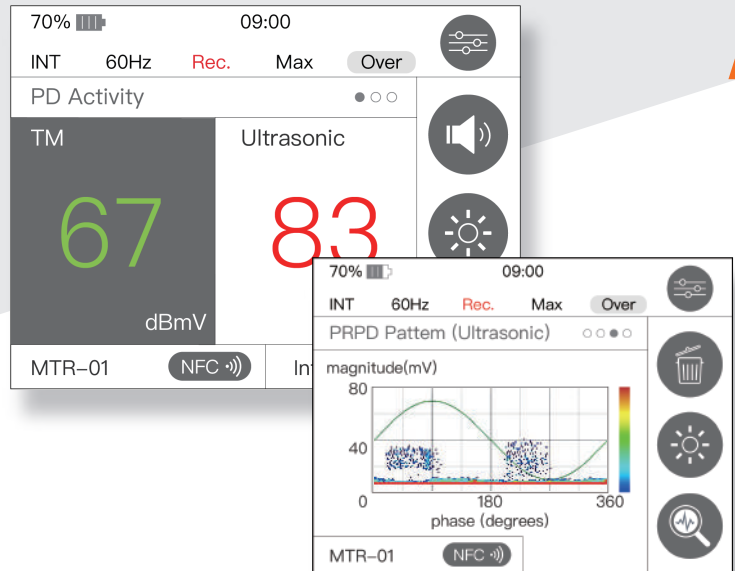 70% 09:00
INT 60Hz Rec. Max Over
PD Activity
TM Ultrasonic
67 83
dBmV
MTR-01 NFC
70% 09:00
INT 60Hz Rec. Max Over
PRPD Pattem (Ultrasonic)
magnitude(mV)
80
40
0 180 360
phase (degrees)
MTR-01 NFC